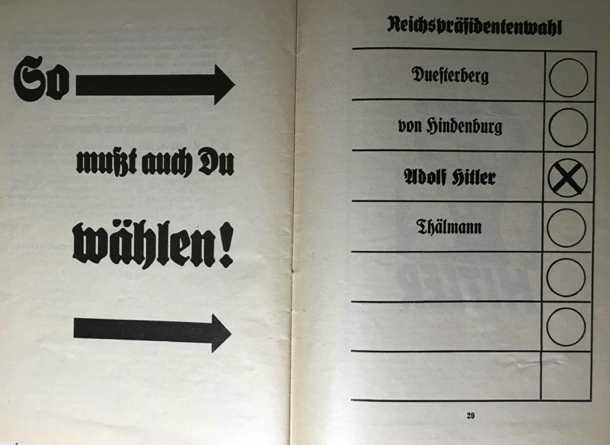 So
mußt auch Du
wählen!
Reichspräsidentenwahl
Duesterberg
von Hindenburg
Adolf Hitler
Thälmann
29